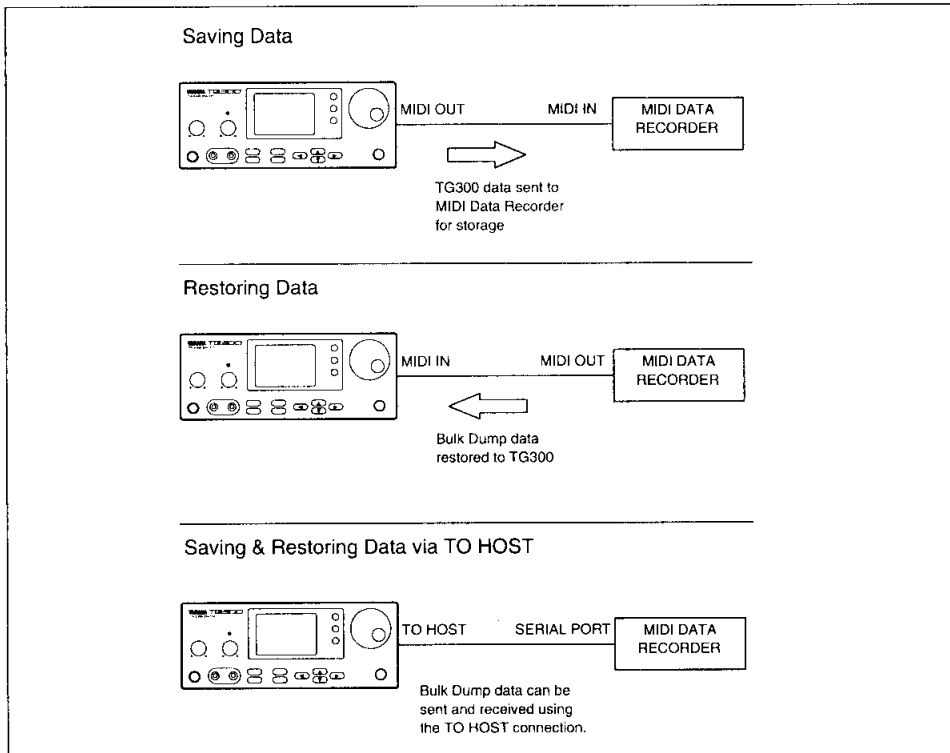 Saving Data
MIDI OUT
MIDI IN
MIDI DATA
RECORDER
TG300 data sent to
MIDI Data Recorder
for storage
Restoring Data
MIDI IN
MIDI OUT
MIDI DATA
RECORDER
Bulk Dump data
restored to TG300
Saving & Restoring Data via TO HOST
TO HOST
SERIAL PORT
MIDI DATA
RECORDER
Bulk Dump data can be
sent and received using
the TO HOST connection.